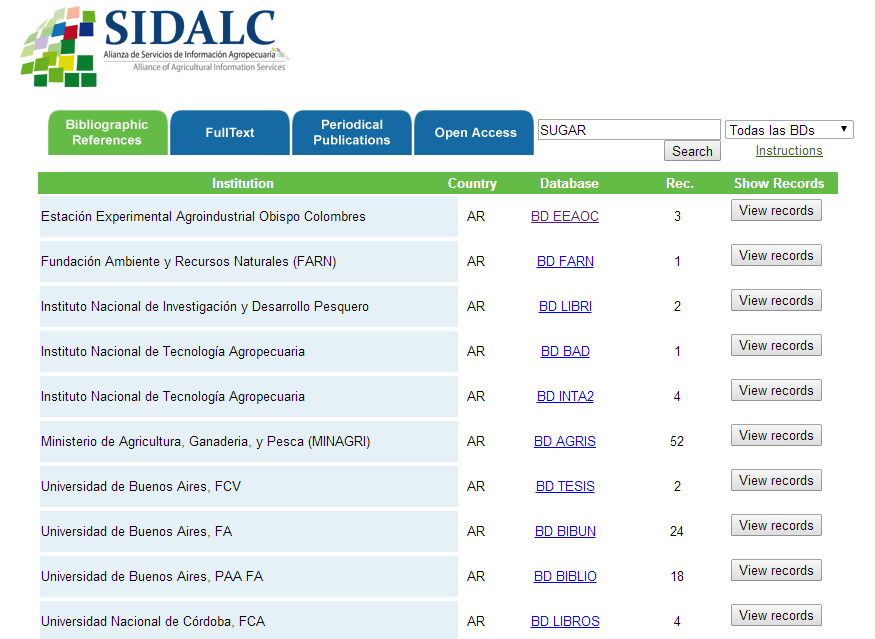 SIDALC
Alianza de Servicios de Información Agropecuaria
Alliance of Agricultural Information Services
Bibliographic
References
FullText
Periodical
Publications
Open Access
SUGAR
Todas las BDs
Search
Instructions
Institution Country Database Rec. Show Records
Estación Experimental Agroindustrial Obispo Colombres AR BD EEAOC 3 View records
Fundación Ambiente y Recursos Naturales (FARN) AR BD FARN 1 View records
Instituto Nacional de Investigación y Desarrollo Pesquero AR BD LIBRI 2 View records
Instituto Nacional de Tecnología Agropecuaria AR BD BAD 1 View records
Instituto Nacional de Tecnología Agropecuaria AR BD INTA2 4 View records
Ministerio de Agricultura, Ganaderia, y Pesca (MINAGRI) AR BD AGRIS 52 View records
Universidad de Buenos Aires, FCV AR BD TESIS 2 View records
Universidad de Buenos Aires, FA AR BD BIBUN 24 View records
Universidad de Buenos Aires, PAA FA AR BD BIBLIO 18 View records
Universidad Nacional de Córdoba, FCA AR BD LIBROS 4 View records